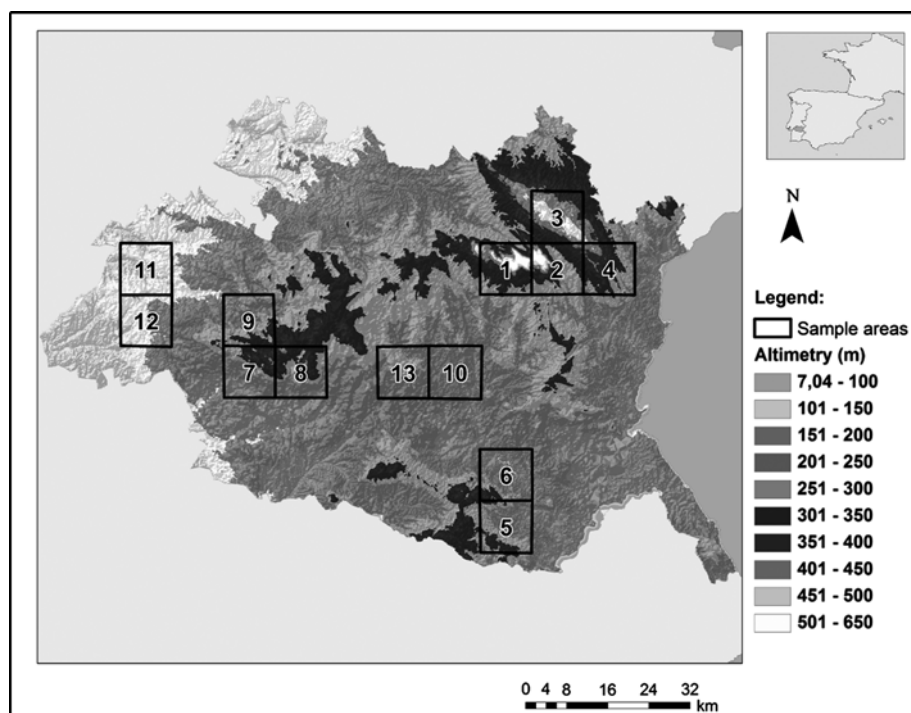 N
3
1 2 4
11
12
9
7 8
13 10
6
5
Legend:
Sample areas
Altimetry (m)
7,04 - 100
101 - 150
151 - 200
201 - 250
251 - 300
301 - 350
351 - 400
401 - 450
451 - 500
501 - 650
0 4 8 16 24 32
km